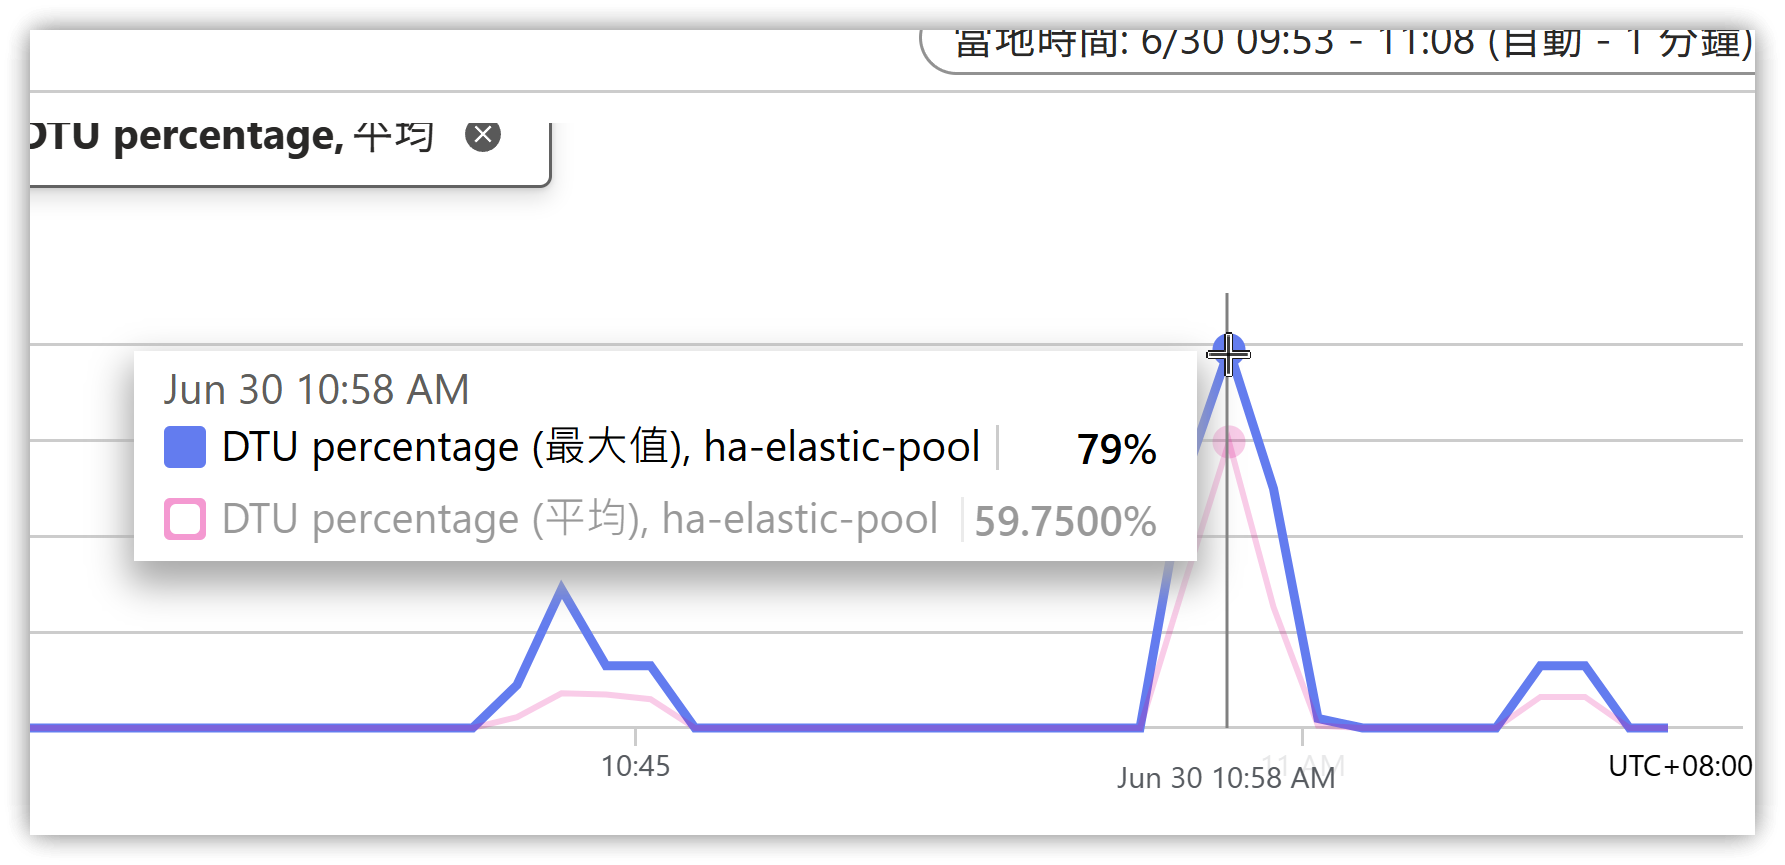 當地時間: 6/30 09:53 - 11:08 (自動 - 1 分鐘)
DTU percentage, 平均
Jun 30 10:58 AM
DTU percentage (最大值), ha-elastic-pool 79%
DTU percentage (平均), ha-elastic-pool 59.7500%
10:45
11 AM
UTC+08:00
Jun 30 10:58 AM